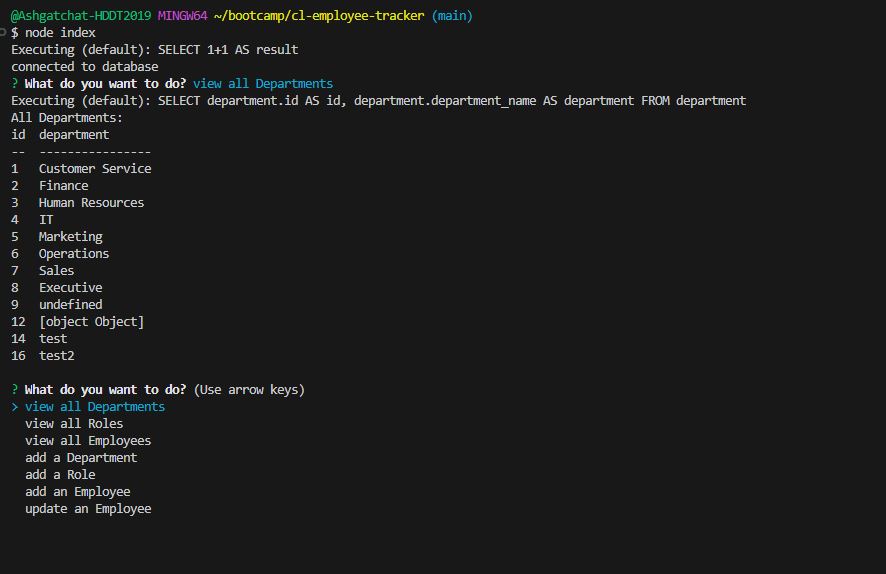 @Ashgatchat-HDDT2019 MINGW64 ~/bootcamp/cl-employee-tracker (main)
$ node index
Executing (default): SELECT 1+1 AS result
connected to database
? What do you want to do? view all Departments
Executing (default): SELECT department.id AS id, department.department_name AS department FROM department
All Departments:
id  department
--  ----------------
1   Customer Service
2   Finance
3   Human Resources
4   IT
5   Marketing
6   Operations
7   Sales
8   Executive
9   undefined
12  [object Object]
14  test
16  test2

? What do you want to do? (Use arrow keys)
> view all Departments
  view all Roles
  view all Employees
  add a Department
  add a Role
  add an Employee
  update an Employee